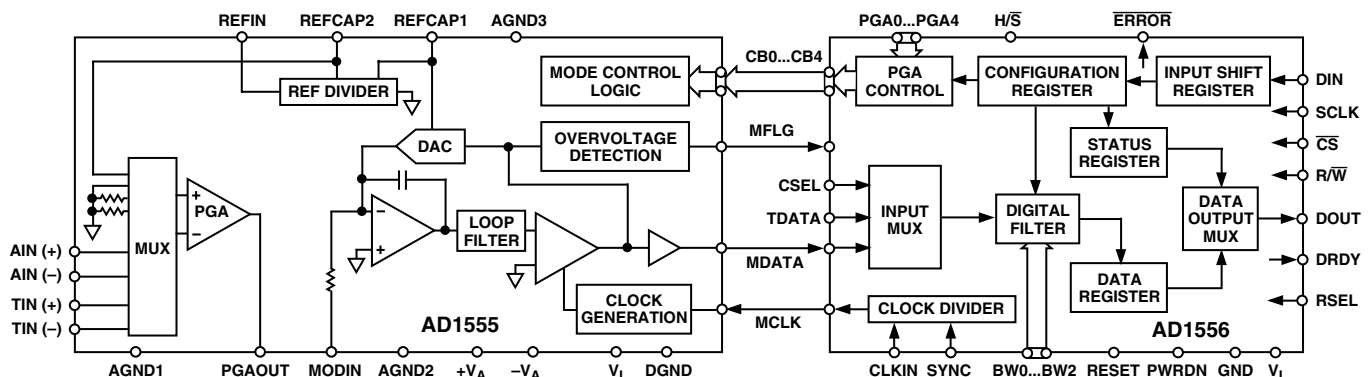 REFIN
REFCAP2
REFCAP1
AGND3
REF DIVIDER
MODE CONTROL
LOGIC
DAC
OVERVOLTAGE
DETECTION
MUX
+
PGA
–
–
+
LOOP
FILTER
CLOCK
GENERATION
AD1555
AIN (+)
AIN (–)
TIN (+)
TIN (–)
AGND1
PGAOUT
MODIN
AGND2
+VA
–VA
VL
DGND
CB0...CB4
MFLG
CSEL
TDATA
MDATA
MCLK
PGA0...PGA4
H/S̅
E̅R̅R̅O̅R̅
PGA
CONTROL
CONFIGURATION
REGISTER
INPUT SHIFT
REGISTER
STATUS
REGISTER
INPUT
MUX
DIGITAL
FILTER
DATA
OUTPUT
MUX
DATA
REGISTER
CLOCK DIVIDER
AD1556
DIN
SCLK
C̅S̅
R/W̅
DOUT
DRDY
RSEL
CLKIN
SYNC
BW0...BW2
RESET
PWRDN
GND
VL